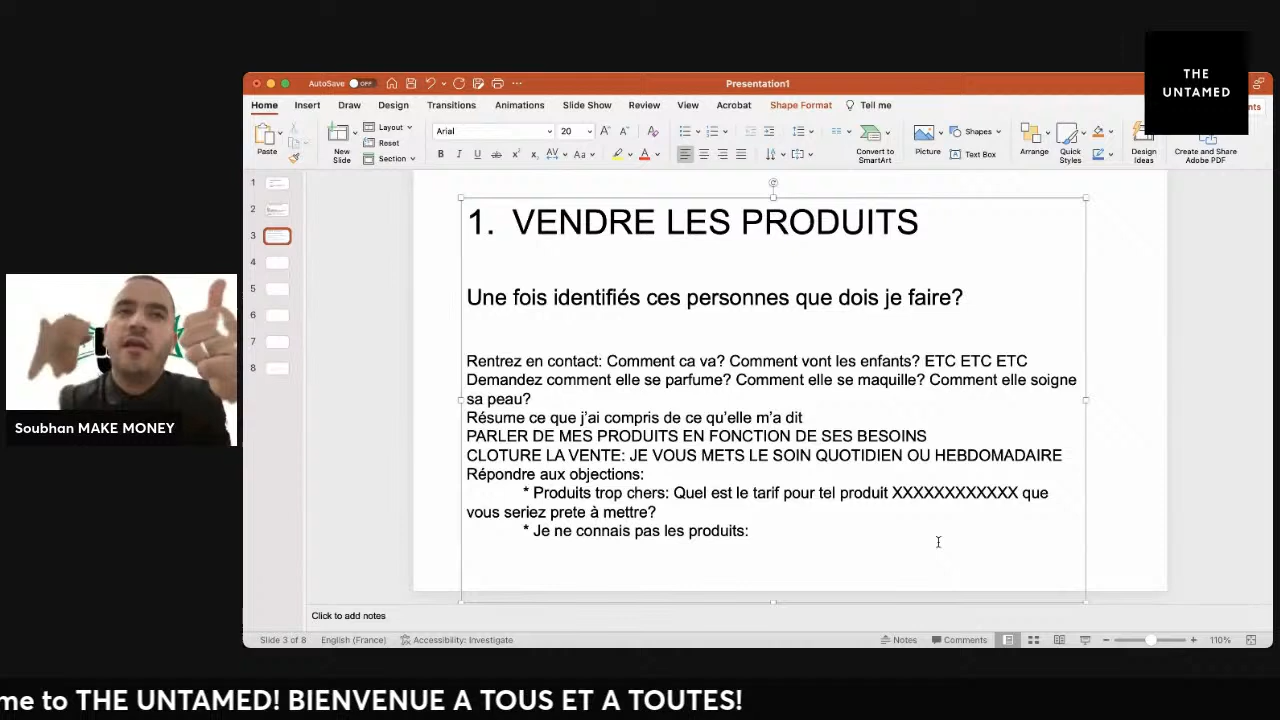 THE
UNTAMED
AutoSave OFF
Presentation1
Home Insert Draw Design Transitions Animations Slide Show Review View Acrobat Shape Format Tell me
Paste
New
Slide
Layout
Reset
Section
Arial 20
Convert to
SmartArt
Picture
Shapes
Text Box
Arrange
Quick
Styles
Design
Ideas
Create and Share
Adobe PDF
1
2
3
4
5
6
7
8
1. VENDRE LES PRODUITS
Une fois identifiés ces personnes que dois je faire?
Rentrez en contact: Comment ca va? Comment vont les enfants? ETC ETC ETC
Demandez comment elle se parfume? Comment elle se maquille? Comment elle soigne
sa peau?
Résume ce que j'ai compris de ce qu'elle m'a dit
PARLER DE MES PRODUITS EN FONCTION DE SES BESOINS
CLOTURE LA VENTE: JE VOUS METS LE SOIN QUOTIDIEN OU HEBDOMADAIRE
Répondre aux objections:
* Produits trop chers: Quel est le tarif pour tel produit XXXXXXXXXXXX que
vous seriez prete à mettre?
* Je ne connais pas les produits:
Click to add notes
Slide 3 of 8 English (France) Accessibility: Investigate Notes Comments 110%
Soubhan MAKE MONEY
me to THE UNTAMED! BIENVENUE A TOUS ET A TOUTES!